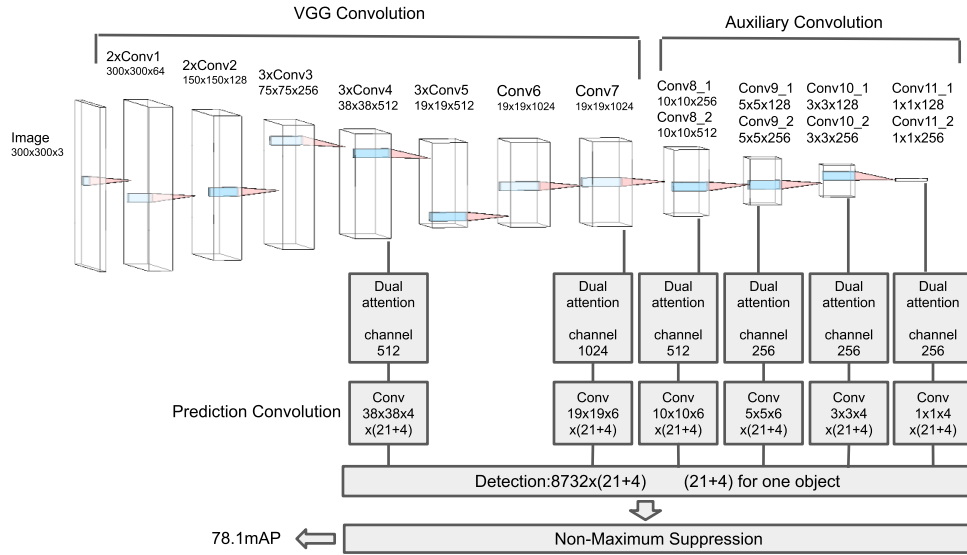 VGG Convolution
Auxiliary Convolution
Image
300x300x3
2xConv1
300x300x64
2xConv2
150x150x128
3xConv3
75x75x256
3xConv4
38x38x512
3xConv5
19x19x512
Conv6
19x19x1024
Conv7
19x19x1024
Conv8_1
10x10x256
Conv8_2
10x10x512
Conv9_1
5x5x128
Conv9_2
5x5x256
Conv10_1
3x3x128
Conv10_2
3x3x256
Conv11_1
1x1x128
Conv11_2
1x1x256
Dual
attention
channel
512
Dual
attention
channel
1024
Dual
attention
channel
512
Dual
attention
channel
256
Dual
attention
channel
256
Dual
attention
channel
256
Prediction Convolution
Conv
38x38x4
x(21+4)
Conv
19x19x6
x(21+4)
Conv
10x10x6
x(21+4)
Conv
5x5x6
x(21+4)
Conv
3x3x4
x(21+4)
Conv
1x1x4
x(21+4)
Detection:8732x(21+4) (21+4) for one object
78.1mAP
Non-Maximum Suppression